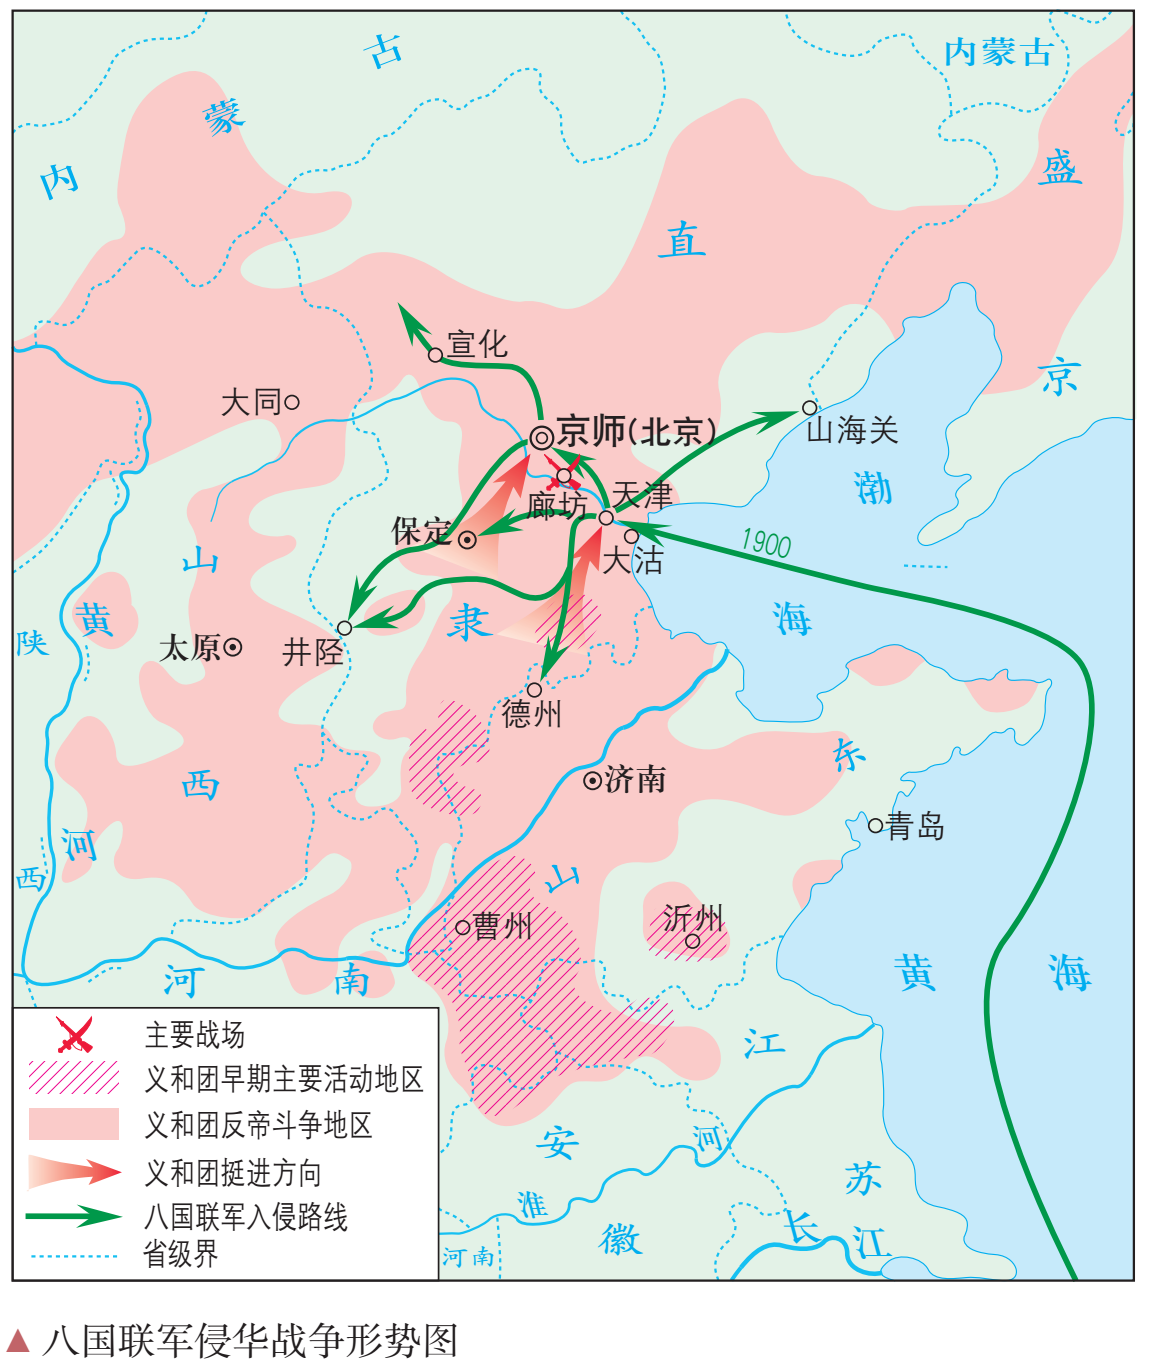 古
内蒙古
蒙
内
盛
直
宣化
京
大同
京师(北京)
山海关
渤
廊坊
天津
保定
大沽
1900
山
黄
隶
海
陕
太原
井陉
德州
东
西
济南
河
青岛
西
山
曹州
沂州
河
南
黄
海
江
安
河
苏
淮
徽
长
江
河南
主要战场
义和团早期主要活动地区
义和团反帝斗争地区
义和团挺进方向
八国联军入侵路线
省级界
▲ 八国联军侵华战争形势图